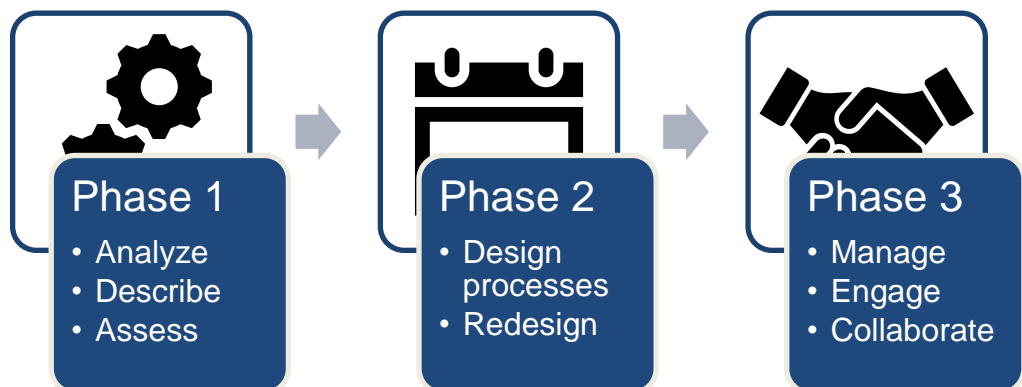 Phase 1
• Analyze
• Describe
• Assess
Phase 2
• Design
processes
• Redesign
Phase 3
• Manage
• Engage
• Collaborate